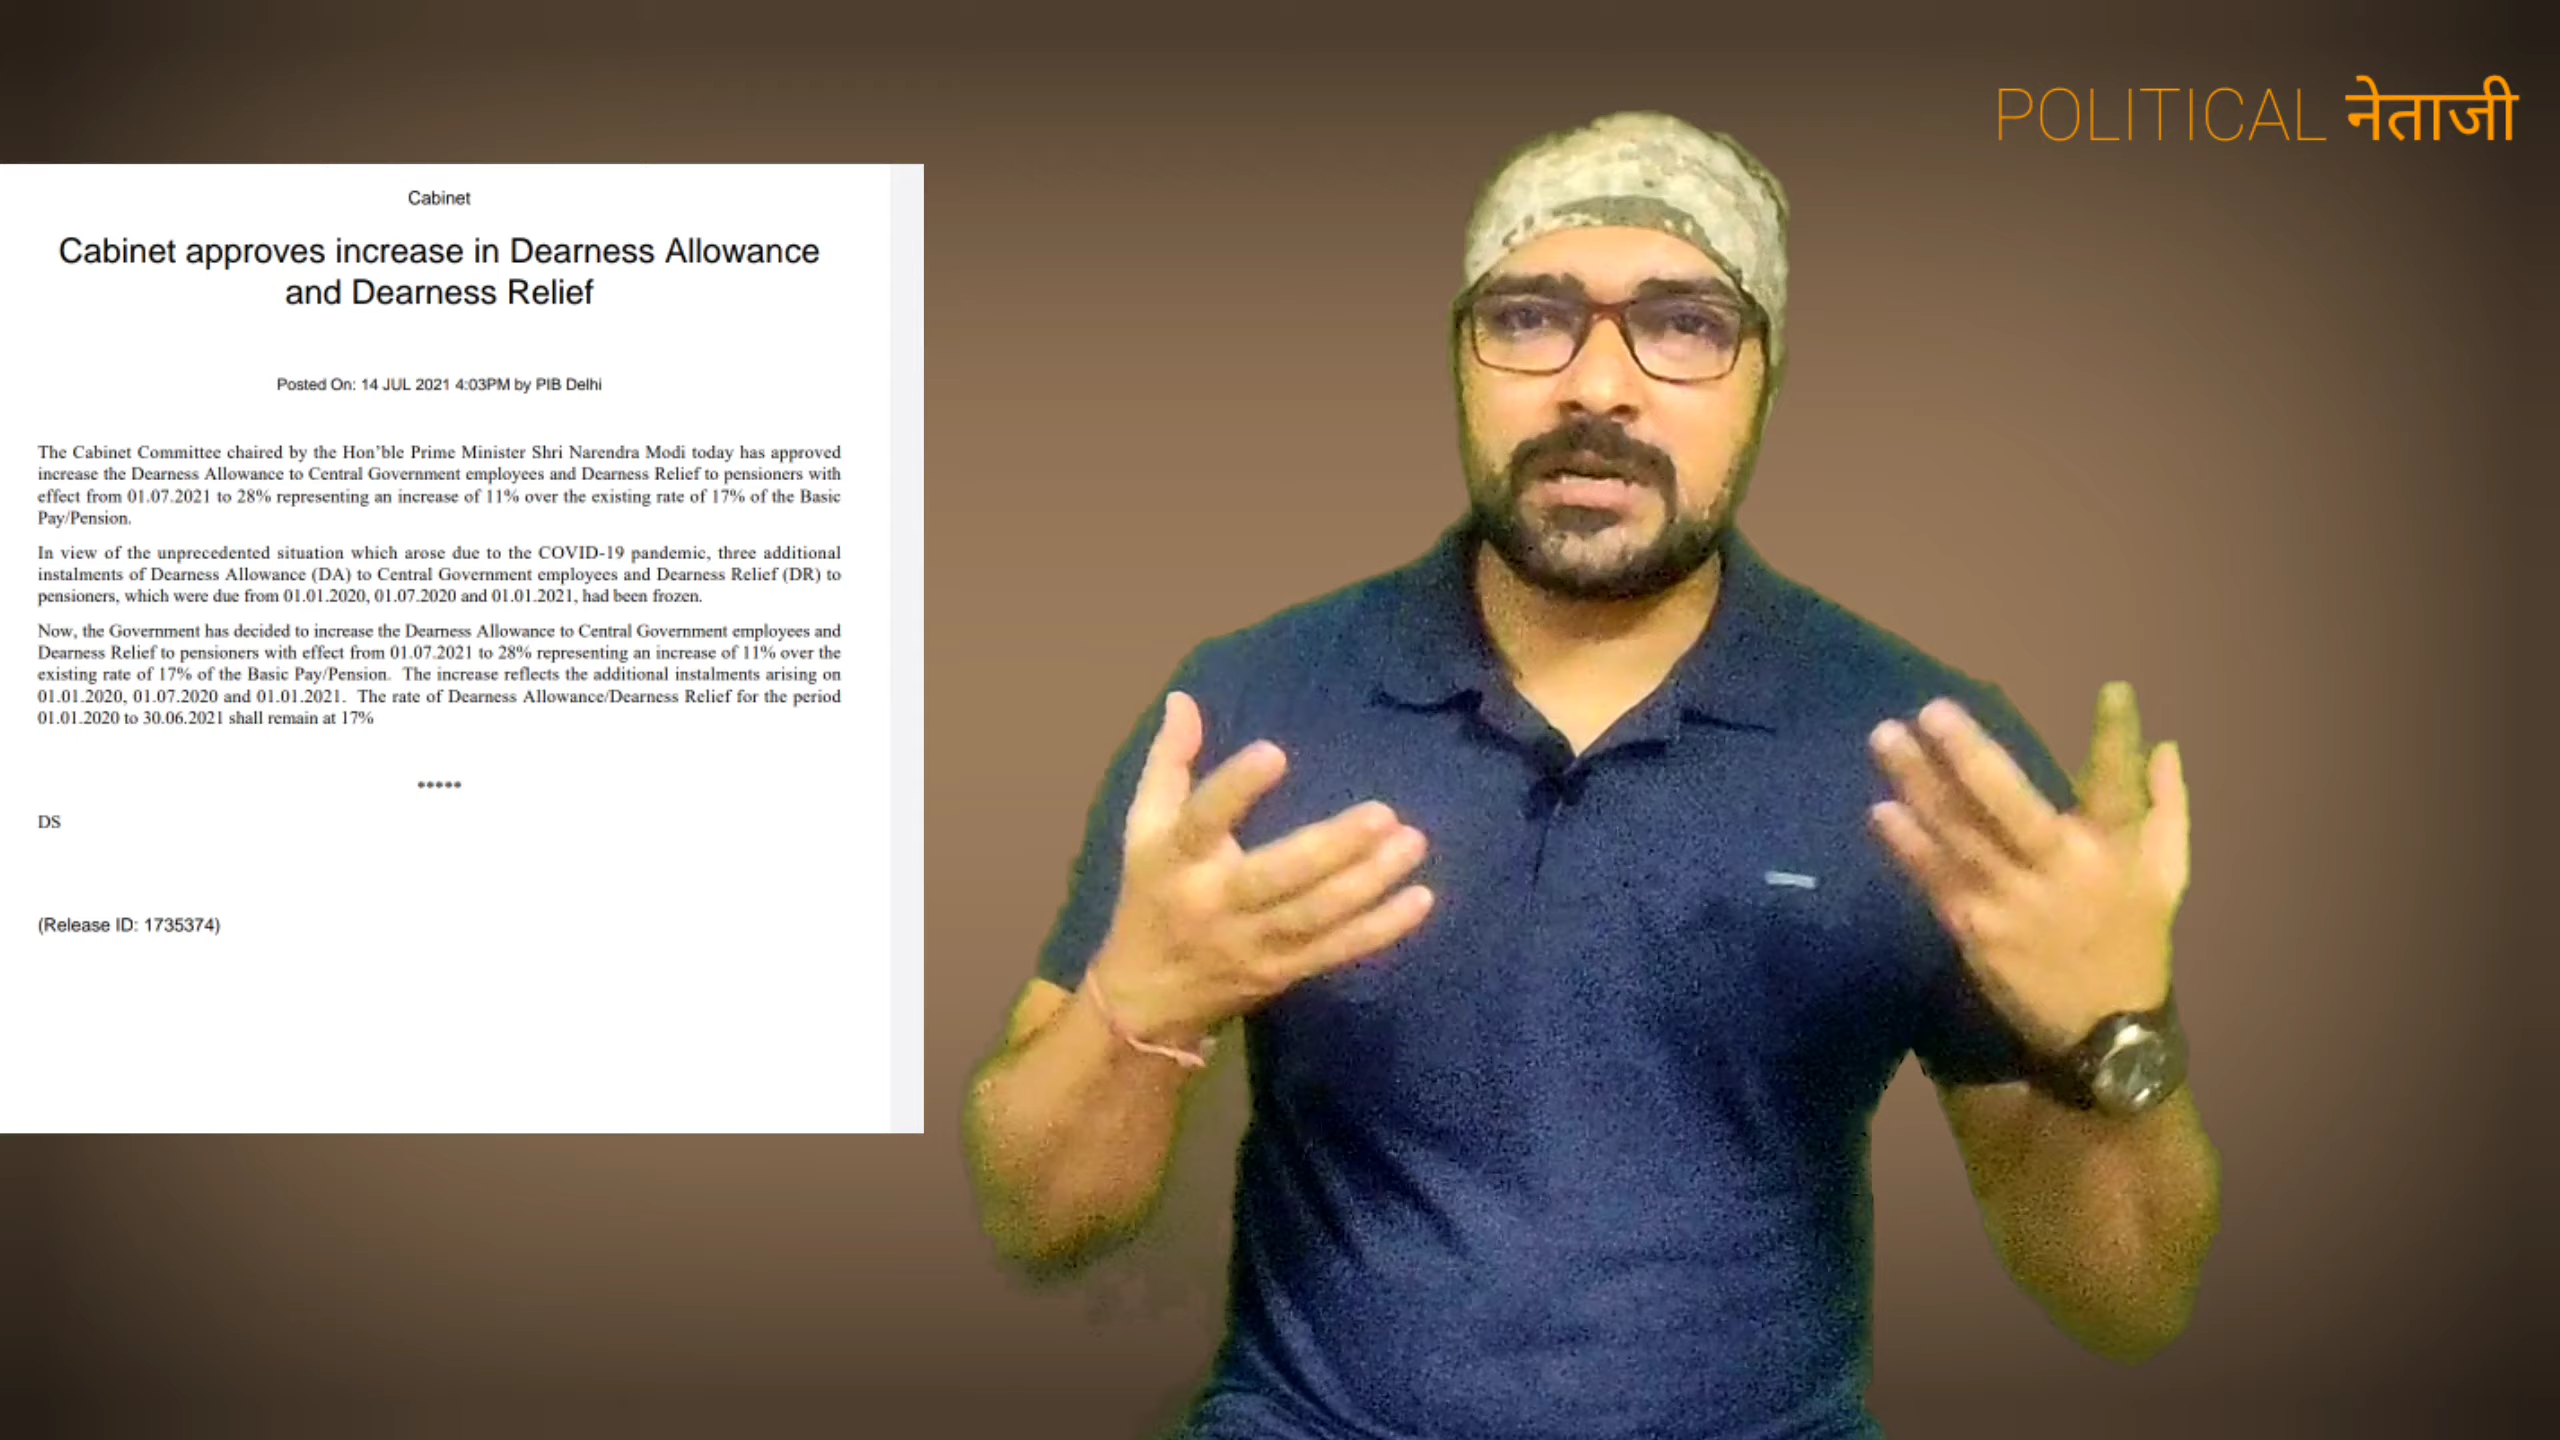 POLITICAL नेताजी
Cabinet
Cabinet approves increase in Dearness Allowance
and Dearness Relief
Posted On: 14 JUL 2021 4:03PM by PIB Delhi
The Cabinet Committee chaired by the Hon’ble Prime Minister Shri Narendra Modi today has approved
increase the Dearness Allowance to Central Government employees and Dearness Relief to pensioners with
effect from 01.07.2021 to 28% representing an increase of 11% over the existing rate of 17% of the Basic
Pay/Pension.
In view of the unprecedented situation which arose due to the COVID-19 pandemic, three additional
instalments of Dearness Allowance (DA) to Central Government employees and Dearness Relief (DR) to
pensioners, which were due from 01.01.2020, 01.07.2020 and 01.01.2021, had been frozen.
Now, the Government has decided to increase the Dearness Allowance to Central Government employees and
Dearness Relief to pensioners with effect from 01.07.2021 to 28% representing an increase of 11% over the
existing rate of 17% of the Basic Pay/Pension. The increase reflects the additional instalments arising on
01.01.2020, 01.07.2020 and 01.01.2021. The rate of Dearness Allowance/Dearness Relief for the period
01.01.2020 to 30.06.2021 shall remain at 17%
*****
DS
(Release ID: 1735374)